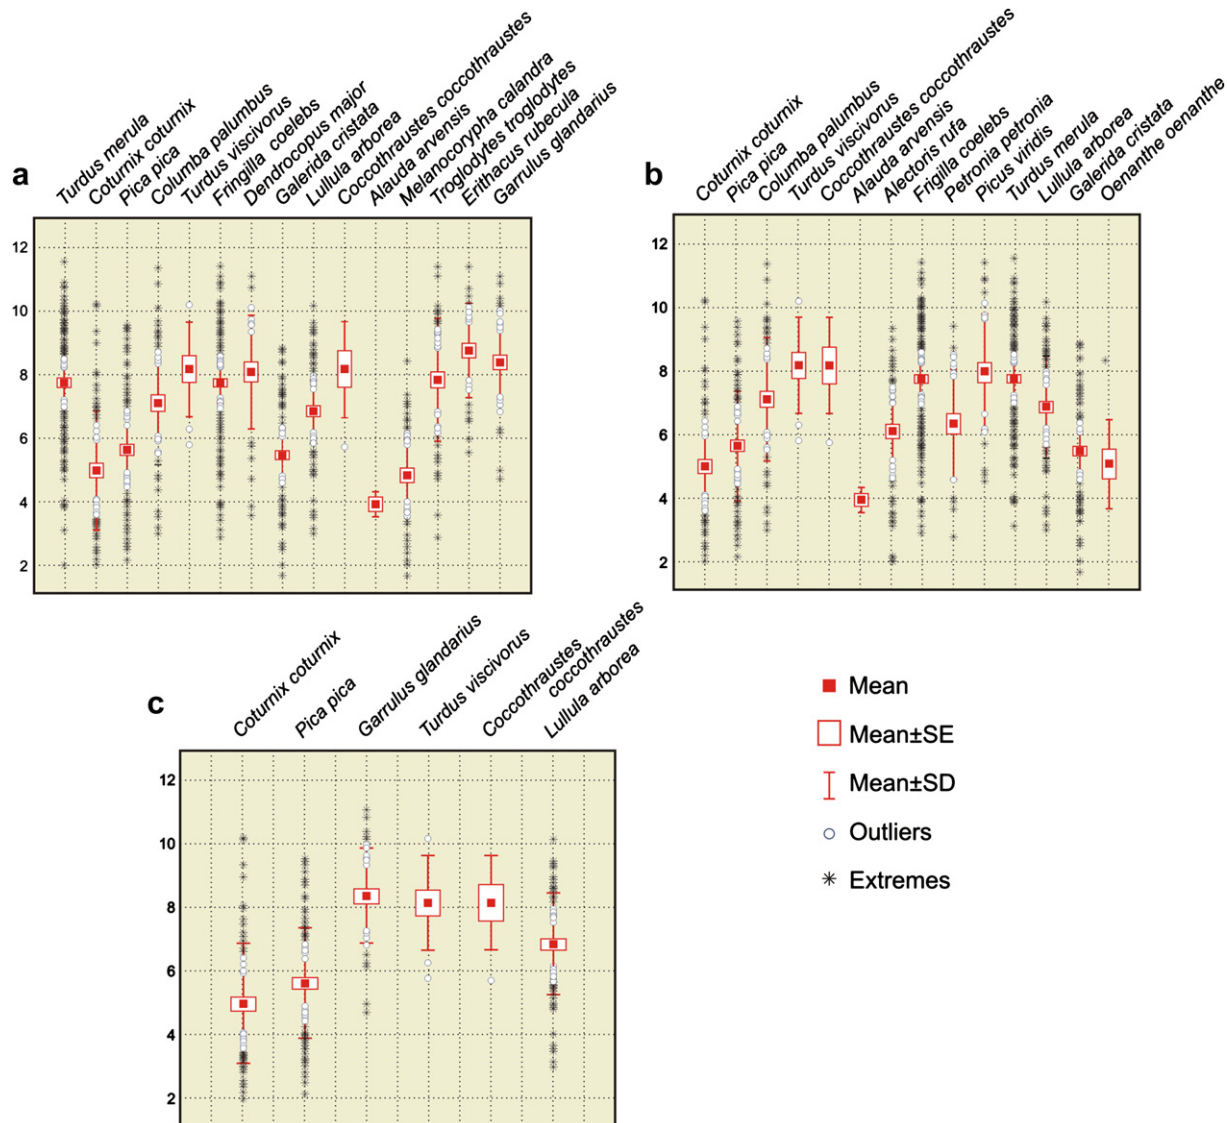 a
Turdus merula
Coturnix coturnix
Pica pica
Columba palumbus
Turdus viscivorus
Fringilla coelebs
Dendrocopus major
Galerida cristata
Lullula arborea
Coccothraustes coccothraustes
Alauda arvensis
Melanocorypha calandra
Troglodytes troglodytes
Erithacus rubecula
Garrulus glandarius
12
10
8
6
4
2
b
Coturnix coturnix
Pica pica
Columba palumbus
Turdus viscivorus
Coccothraustes coccothraustes
Alauda arvensis
Alectoris rufa
Frigilla coelebs
Petronia petronia
Picus viridis
Turdus merula
Lullula arborea
Galerida cristata
Oenanthe oenanthe
12
10
8
6
4
2
c
Coturnix coturnix
Pica pica
Garrulus glandarius
Turdus viscivorus
Coccothraustes
coccothraustes
Lullula arborea
12
10
8
6
4
2
Mean
Mean±SE
Mean±SD
Outliers
Extremes